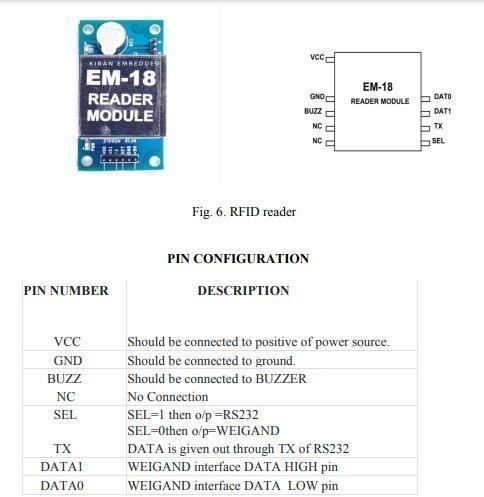 KIRAN EMBEDDED
EM-18
READER
MODULE
VCC
GND
BUZZ
NC
NC
EM-18
READER MODULE
DAT0
DAT1
TX
SEL
Fig. 6. RFID reader
PIN CONFIGURATION
PIN NUMBER DESCRIPTION
VCC Should be connected to positive of power source.
GND Should be connected to ground.
BUZZ Should be connected to BUZZER
NC No Connection
SEL SEL=1 then o/p =RS232
SEL=0then o/p=WEIGAND
TX DATA is given out through TX of RS232
DATA1 WEIGAND interface DATA HIGH pin
DATA0 WEIGAND interface DATA LOW pin